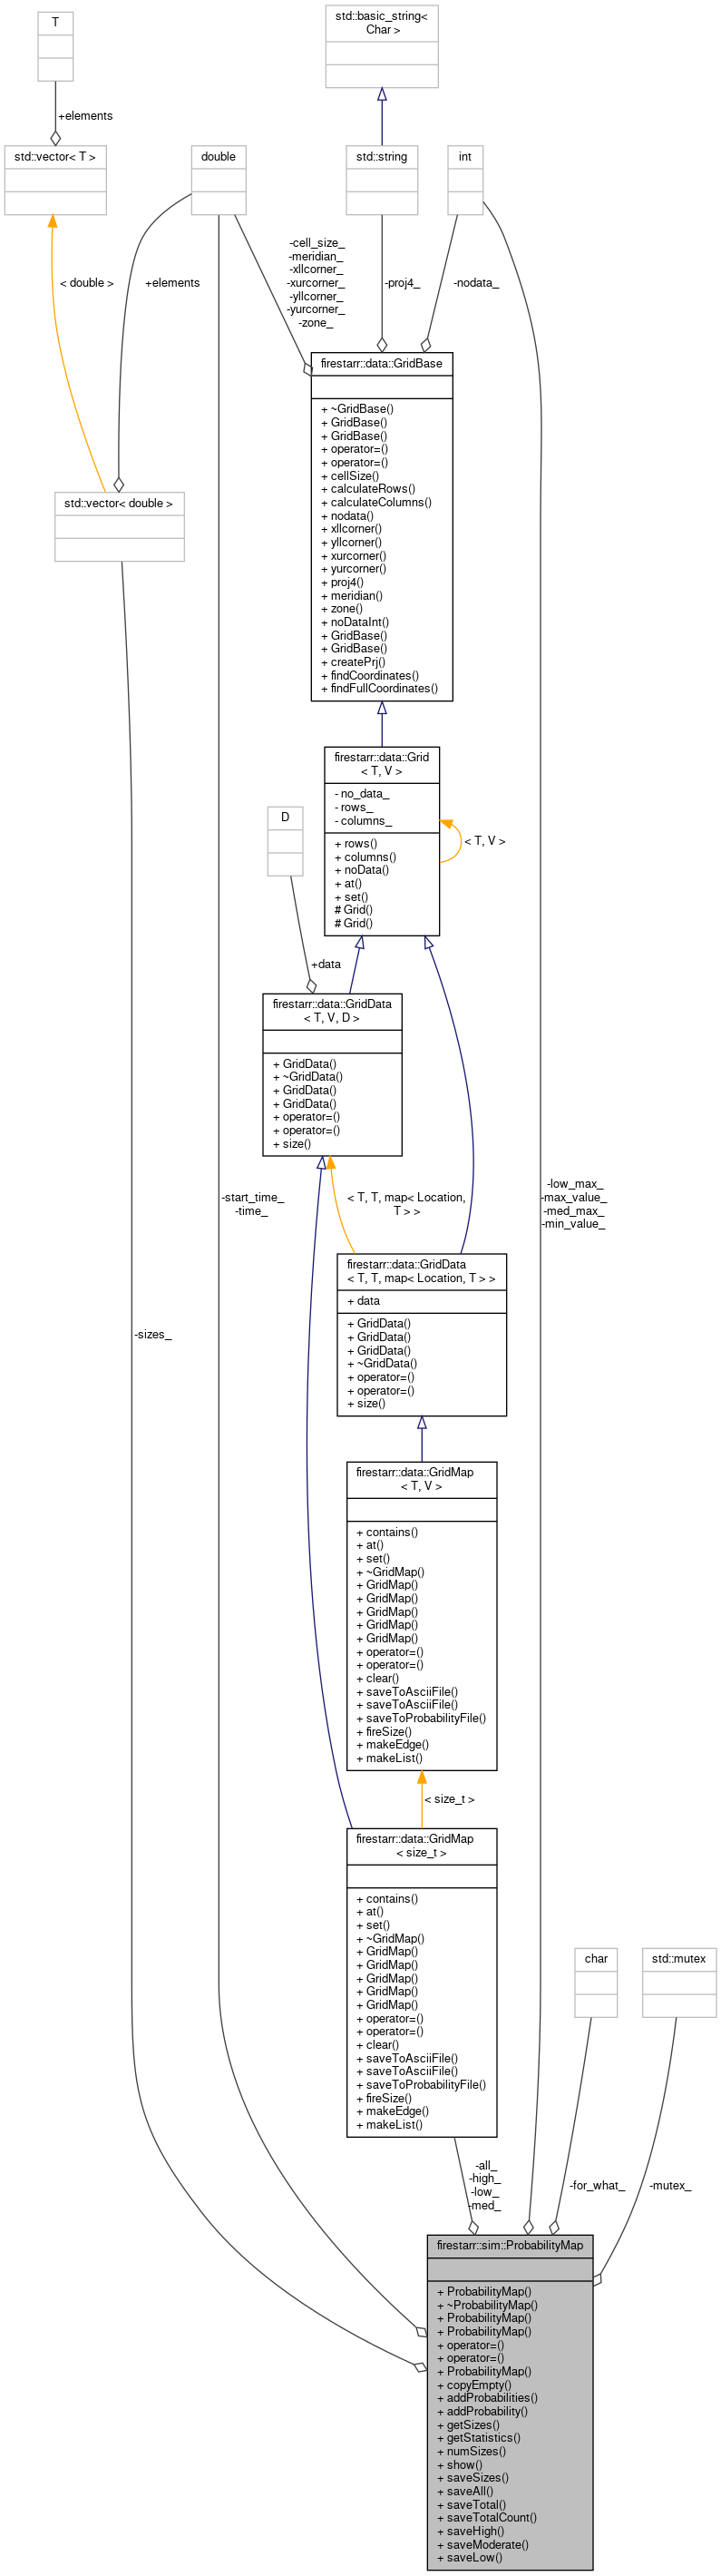 T
std::basic_string<
Char >
+elements
std::vector< T >
double
std::string
int
-cell_size_
-meridian_
-xllcorner_
-xurcorner_
-yllcorner_
-yurcorner_
-zone_
< double >
+elements
-proj4_
-nodata_
firestarr::data::GridBase
+ ~GridBase()
+ GridBase()
+ GridBase()
+ operator=()
+ operator=()
+ cellSize()
+ calculateRows()
+ calculateColumns()
+ nodata()
+ xllcorner()
+ yllcorner()
+ xurcorner()
+ yurcorner()
+ proj4()
+ meridian()
+ zone()
+ noDataInt()
+ GridBase()
+ GridBase()
+ createPrj()
+ findCoordinates()
+ findFullCoordinates()
std::vector< double >
firestarr::data::Grid
< T, V >
- no_data_
- rows_
- columns_
+ rows()
+ columns()
+ noData()
+ at()
+ set()
# Grid()
# Grid()
< T, V >
D
+data
firestarr::data::GridData
< T, V, D >
+ GridData()
+ ~GridData()
+ GridData()
+ GridData()
+ operator=()
+ operator=()
+ size()
-start_time_
-time_
< T, T, map< Location,
T > >
-low_max_
-max_value_
-med_max_
-min_value_
firestarr::data::GridData
< T, T, map< Location, T > >
+ data
+ GridData()
+ GridData()
+ GridData()
+ ~GridData()
+ operator=()
+ operator=()
+ size()
-sizes_
firestarr::data::GridMap
< T, V >
+ contains()
+ at()
+ set()
+ ~GridMap()
+ GridMap()
+ GridMap()
+ GridMap()
+ GridMap()
+ GridMap()
+ operator=()
+ operator=()
+ clear()
+ saveToAsciiFile()
+ saveToAsciiFile()
+ saveToProbabilityFile()
+ fireSize()
+ makeEdge()
+ makeList()
< size_t >
firestarr::data::GridMap
< size_t >
+ contains()
+ at()
+ set()
+ ~GridMap()
+ GridMap()
+ GridMap()
+ GridMap()
+ GridMap()
+ GridMap()
+ operator=()
+ operator=()
+ clear()
+ saveToAsciiFile()
+ saveToAsciiFile()
+ saveToProbabilityFile()
+ fireSize()
+ makeEdge()
+ makeList()
char
std::mutex
-all_
-high_
-low_
-med_
-for_what_
-mutex_
firestarr::sim::ProbabilityMap
+ ProbabilityMap()
+ ~ProbabilityMap()
+ ProbabilityMap()
+ ProbabilityMap()
+ operator=()
+ operator=()
+ ProbabilityMap()
+ copyEmpty()
+ addProbabilities()
+ addProbability()
+ getSizes()
+ getStatistics()
+ numSizes()
+ show()
+ saveSizes()
+ saveAll()
+ saveTotal()
+ saveTotalCount()
+ saveHigh()
+ saveModerate()
+ saveLow()